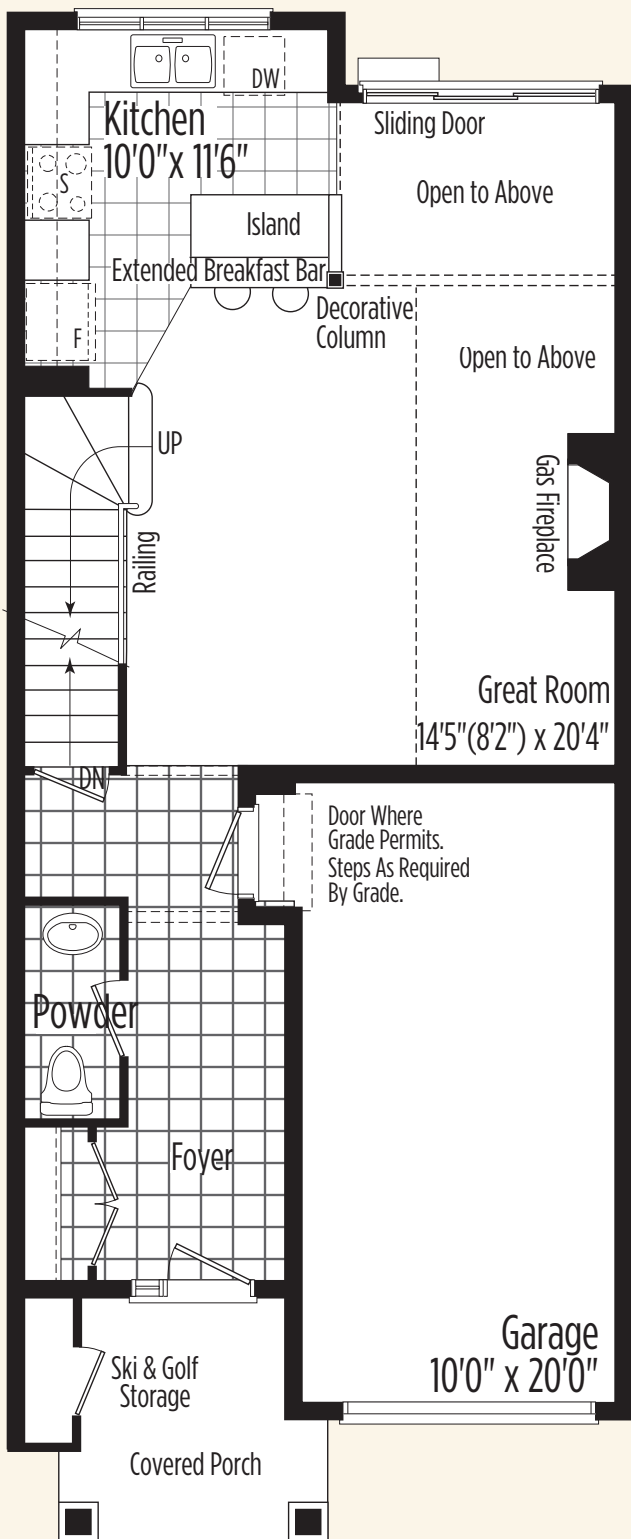 DW
Kitchen
10'0"x 11'6"
Sliding Door
S
Open to Above
Island
Extended Breakfast Bar
Decorative
Column
F
Open to Above
UP
Gas Fireplace
Railing
Great Room
14'5"(8'2") x 20'4"
DN
Door Where
Grade Permits.
Steps As Required
By Grade.
Powder
Foyer
Garage
10'0" x 20'0"
Ski & Golf
Storage
Covered Porch